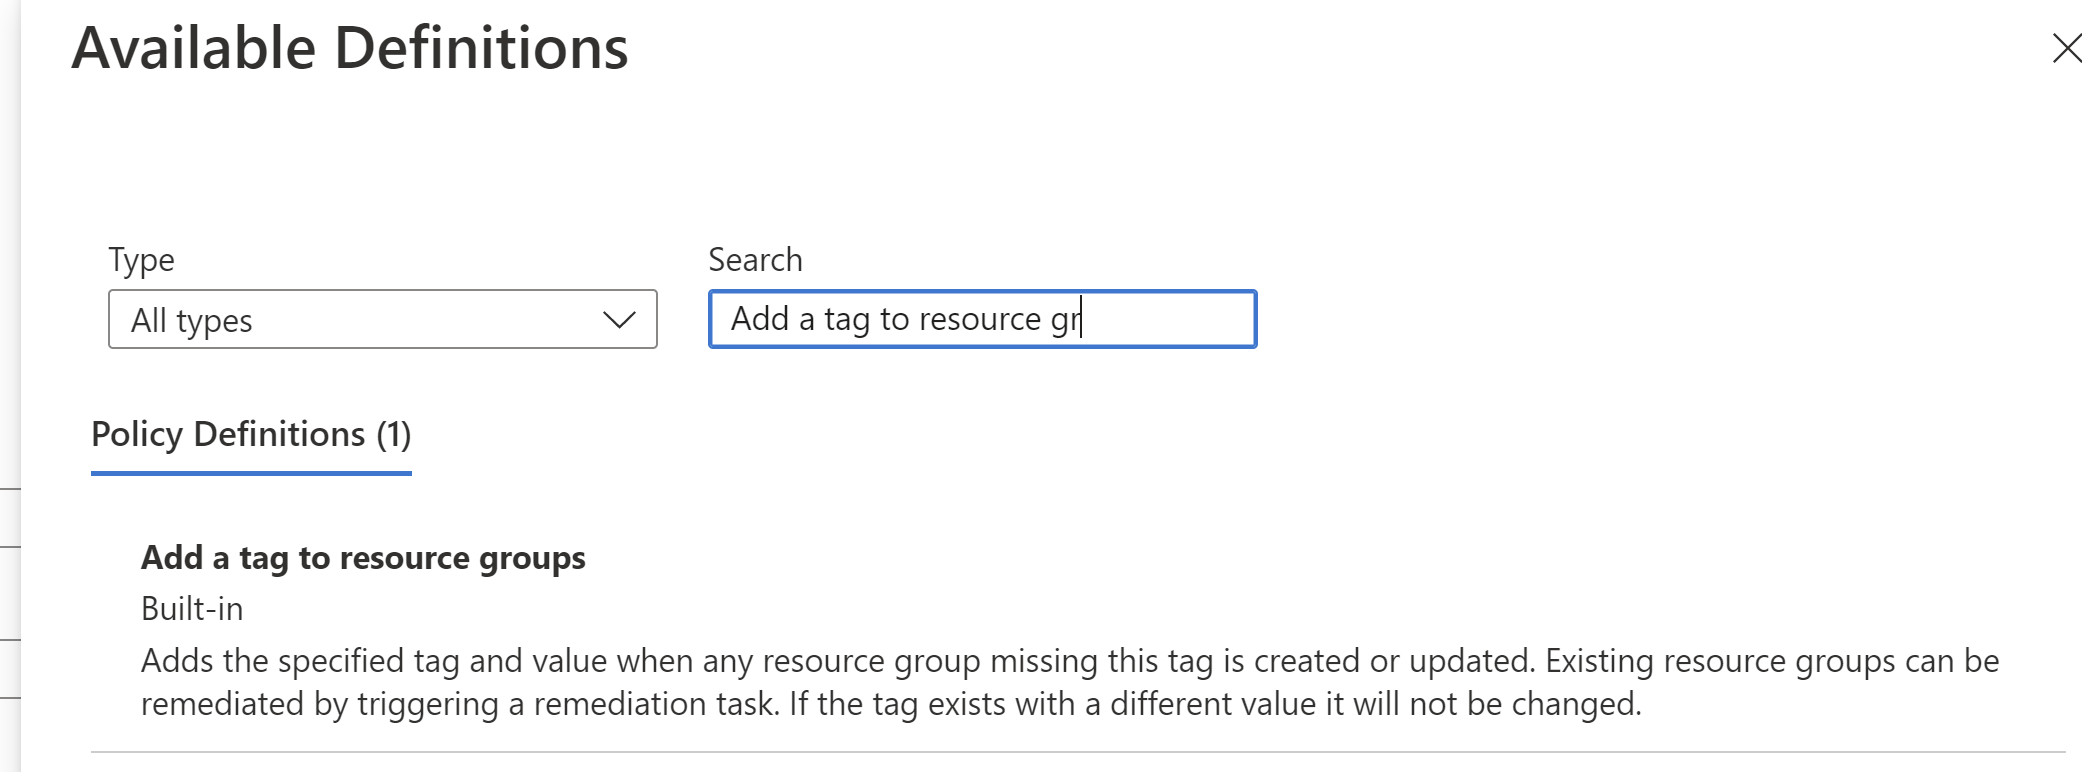 Available Definitions
Type
Search
All types
Add a tag to resource gr
Policy Definitions (1)
Add a tag to resource groups
Built-in
Adds the specified tag and value when any resource group missing this tag is created or updated. Existing resource groups can be
remediated by triggering a remediation task. If the tag exists with a different value it will not be changed.